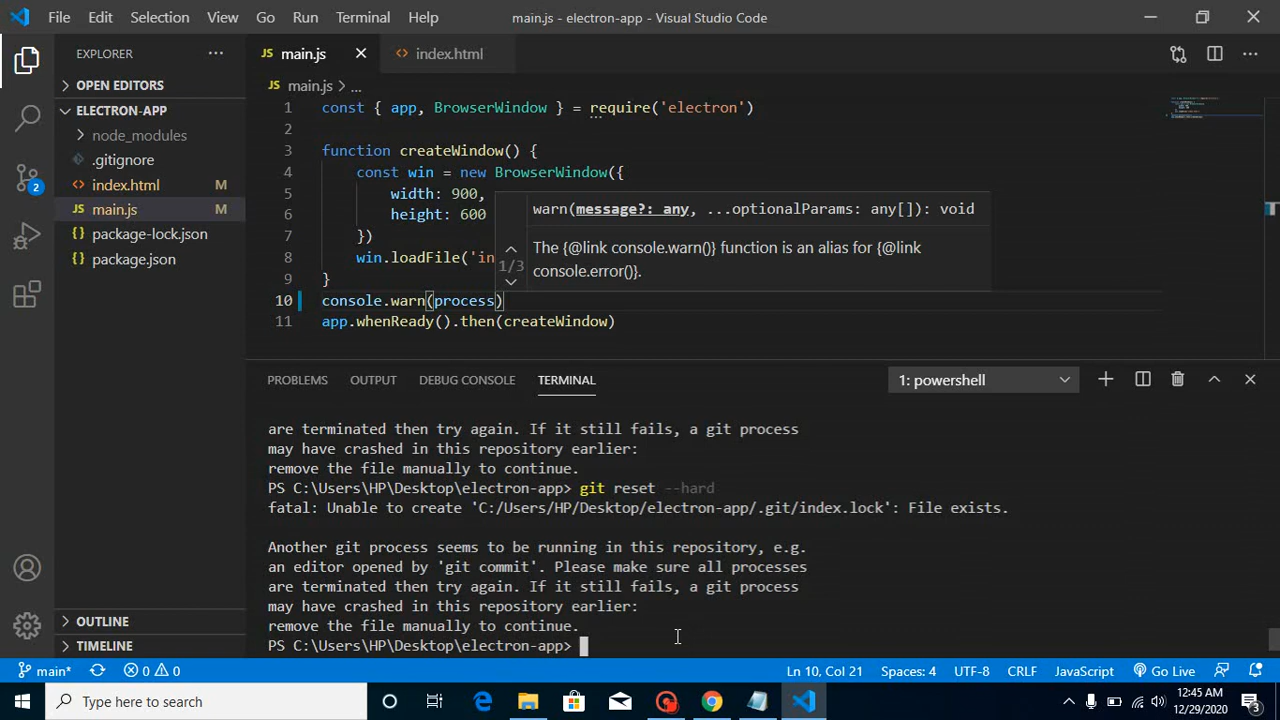 File Edit Selection View Go Run Terminal Help main.js - electron-app - Visual Studio Code
EXPLORER ···
JS main.js
<> index.html
OPEN EDITORS
ELECTRON-APP
node_modules
.gitignore
<> index.html M
JS main.js M
package-lock.json
package.json
OUTLINE
TIMELINE
2
JS main.js > ...
1 const { app, BrowserWindow } = require('electron')
2
3 function createWindow() {
4 const win = new BrowserWindow({
5 width: 900,
6 height: 600
7 })
8 win.loadFile('in
9 }
10 console.warn(process)
11 app.whenReady().then(createWindow)
warn(message?: any, ...optionalParams: any[]): void
1/3
The {@link console.warn()} function is an alias for {@link
console.error()}.
PROBLEMS OUTPUT DEBUG CONSOLE TERMINAL 1: powershell
are terminated then try again. If it still fails, a git process
may have crashed in this repository earlier:
remove the file manually to continue.
PS C:\Users\HP\Desktop\electron-app> git reset --hard
fatal: Unable to create 'C:/Users/HP/Desktop/electron-app/.git/index.lock': File exists.
Another git process seems to be running in this repository, e.g.
an editor opened by 'git commit'. Please make sure all processes
are terminated then try again. If it still fails, a git process
may have crashed in this repository earlier:
remove the file manually to continue.
PS C:\Users\HP\Desktop\electron-app>
main* 0 0 Ln 10, Col 21 Spaces: 4 UTF-8 CRLF JavaScript Go Live
Type here to search
12:45 AM
12/29/2020
3